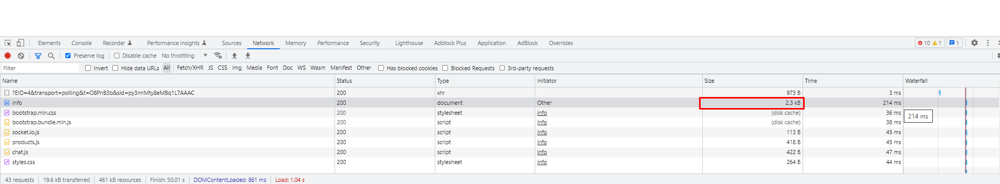 Elements Console Recorder Performance insights Sources Network Memory Performance Security Lighthouse Adblock Plus Application AdBlock Overrides 10 1 1
Preserve log Disable cache No throttling
Filter Invert Hide data URLs All Fetch/XHR JS CSS Img Media Font Doc WS Wasm Manifest Other Has blocked cookies Blocked Requests 3rd-party requests
Name Status Type Initiator Size Time Waterfall
?EIO=4&transport=polling&t=O8PnB3b&sid=py3nnMty8eMBq1L7AAAC 200 xhr 973 B 3 ms
info 200 document Other 2.3 kB 214 ms
bootstrap.min.css 200 stylesheet info (disk cache) 36 ms
214 ms
bootstrap.bundle.min.js 200 script info (disk cache) 38 ms
socket.io.js 200 script info 113 B 45 ms
products.js 200 script info 418 B 45 ms
chat.js 200 script info 422 B 47 ms
styles.css 200 stylesheet info 264 B 44 ms
43 requests 19.6 kB transferred 461 kB resources Finish: 50.01 s DOMContentLoaded: 861 ms Load: 1.04 s